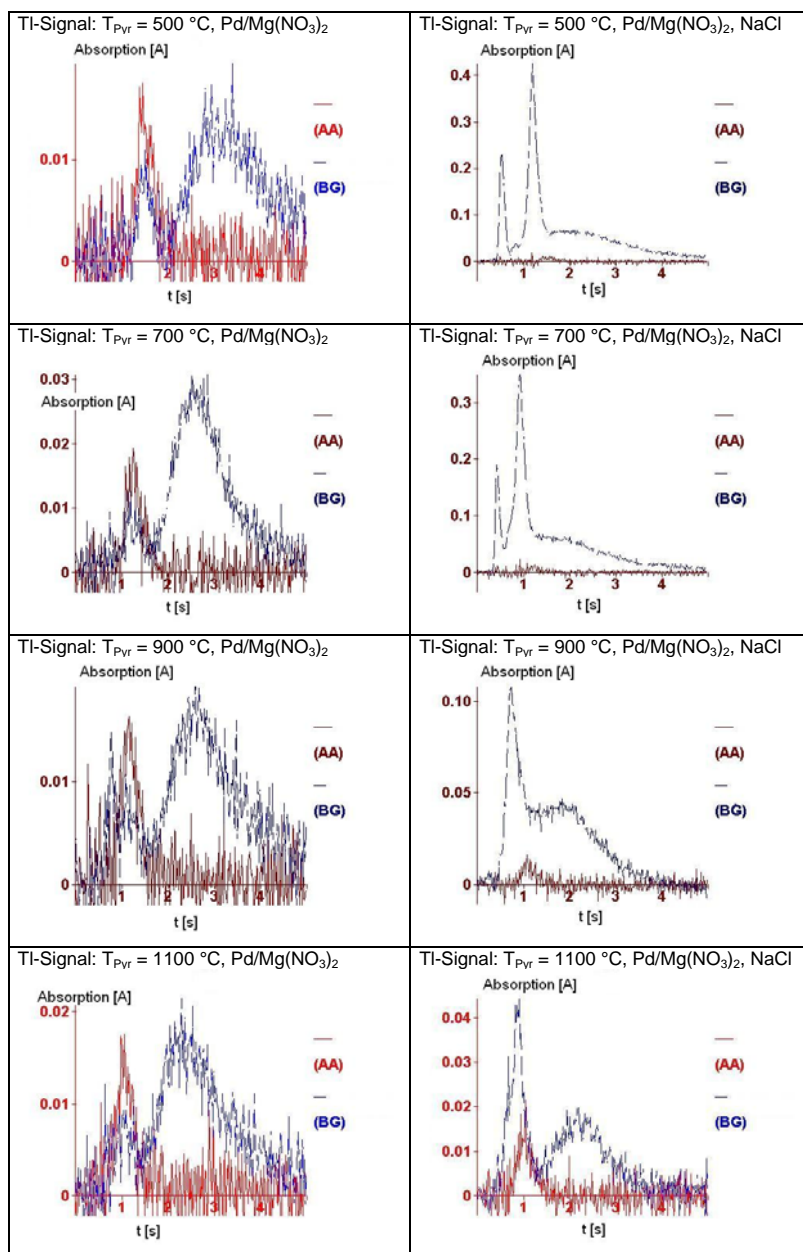 Tl-Signal: TPyr = 500 °C, Pd/Mg(NO3)2
Absorption [A]
0.01
0
1 2 3 4
t [s]
(AA)
(BG)
Tl-Signal: TPyr = 500 °C, Pd/Mg(NO3)2, NaCl
Absorption [A]
0.4
0.3
0.2
0.1
0
1 2 3 4
t [s]
(AA)
(BG)
Tl-Signal: TPyr = 700 °C, Pd/Mg(NO3)2
0.03
Absorption [A]
0.02
0.01
0
1 2 3 4
t [s]
(AA)
(BG)
Tl-Signal: TPyr = 700 °C, Pd/Mg(NO3)2, NaCl
Absorption [A]
0.3
0.2
0.1
0
1 2 3 4
t [s]
(AA)
(BG)
Tl-Signal: TPyr = 900 °C, Pd/Mg(NO3)2
Absorption [A]
0.01
0
1 2 3 4
t [s]
(AA)
(BG)
Tl-Signal: TPyr = 900 °C, Pd/Mg(NO3)2, NaCl
Absorption [A]
0.10
0.05
0
1 2 3 4
t [s]
(AA)
(BG)
Tl-Signal: TPyr = 1100 °C, Pd/Mg(NO3)2
Absorption [A]
0.02
0.01
0
1 2 3 4
t [s]
(AA)
(BG)
Tl-Signal: TPyr = 1100 °C, Pd/Mg(NO3)2, NaCl
Absorption [A]
0.04
0.03
0.02
0.01
0
1 2 3 4
t [s]
(AA)
(BG)